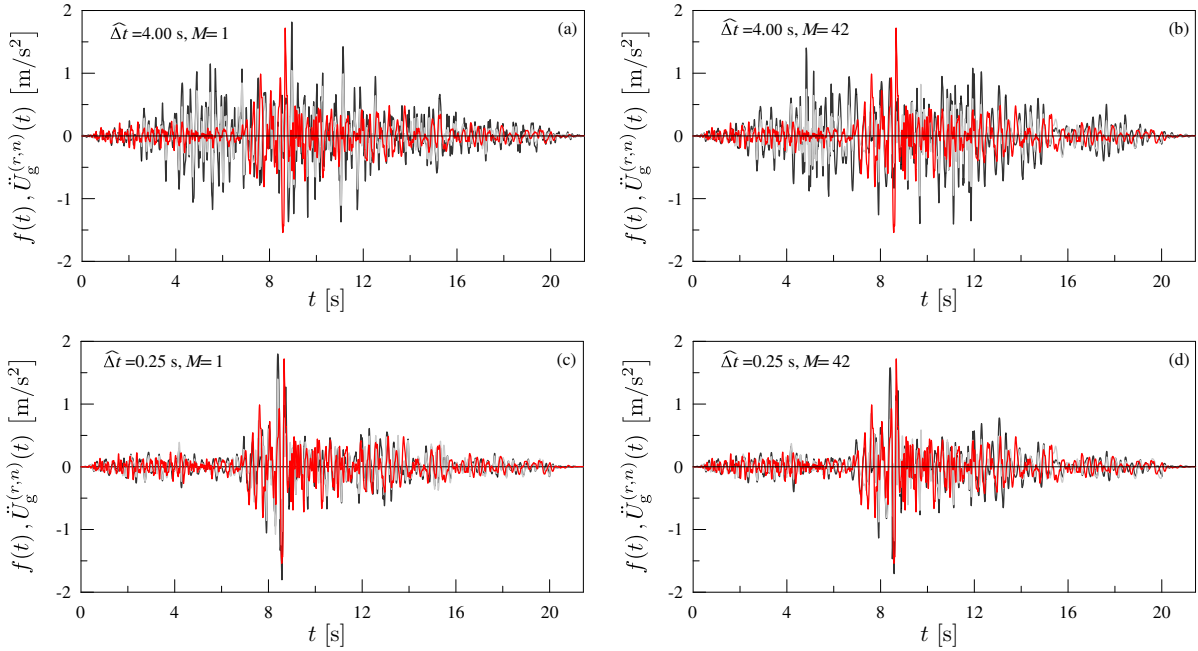 Δ̂t =4.00 s, M= 1
(a)
f(t) , Ü_g^(r,n)(t) [m/s²]
2
1
0
-1
-2
0 4 8 12 16 20
t [s]
Δ̂t =4.00 s, M= 42
(b)
f(t) , Ü_g^(r,n)(t) [m/s²]
2
1
0
-1
-2
0 4 8 12 16 20
t [s]
Δ̂t =0.25 s, M= 1
(c)
f(t) , Ü_g^(r,n)(t) [m/s²]
2
1
0
-1
-2
0 4 8 12 16 20
t [s]
Δ̂t =0.25 s, M= 42
(d)
f(t) , Ü_g^(r,n)(t) [m/s²]
2
1
0
-1
-2
0 4 8 12 16 20
t [s]